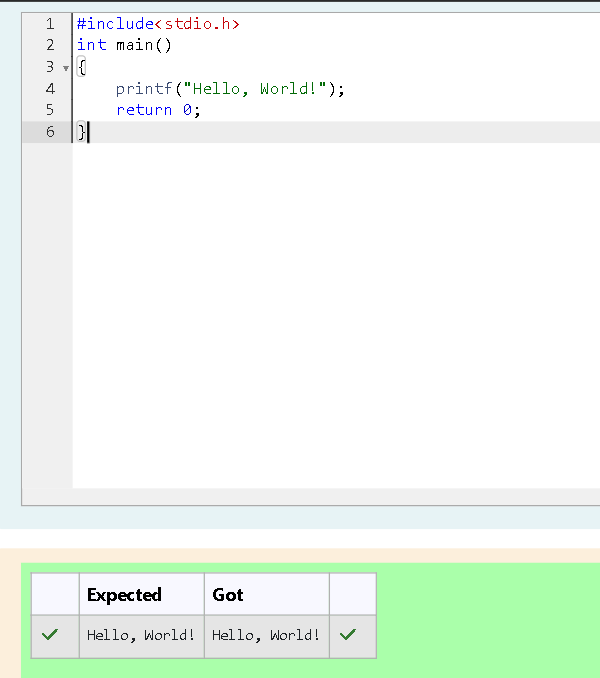 1 #include<stdio.h>
2 int main()
3 {
4     printf("Hello, World!");
5     return 0;
6 }
Expected Got
Hello, World! Hello, World!